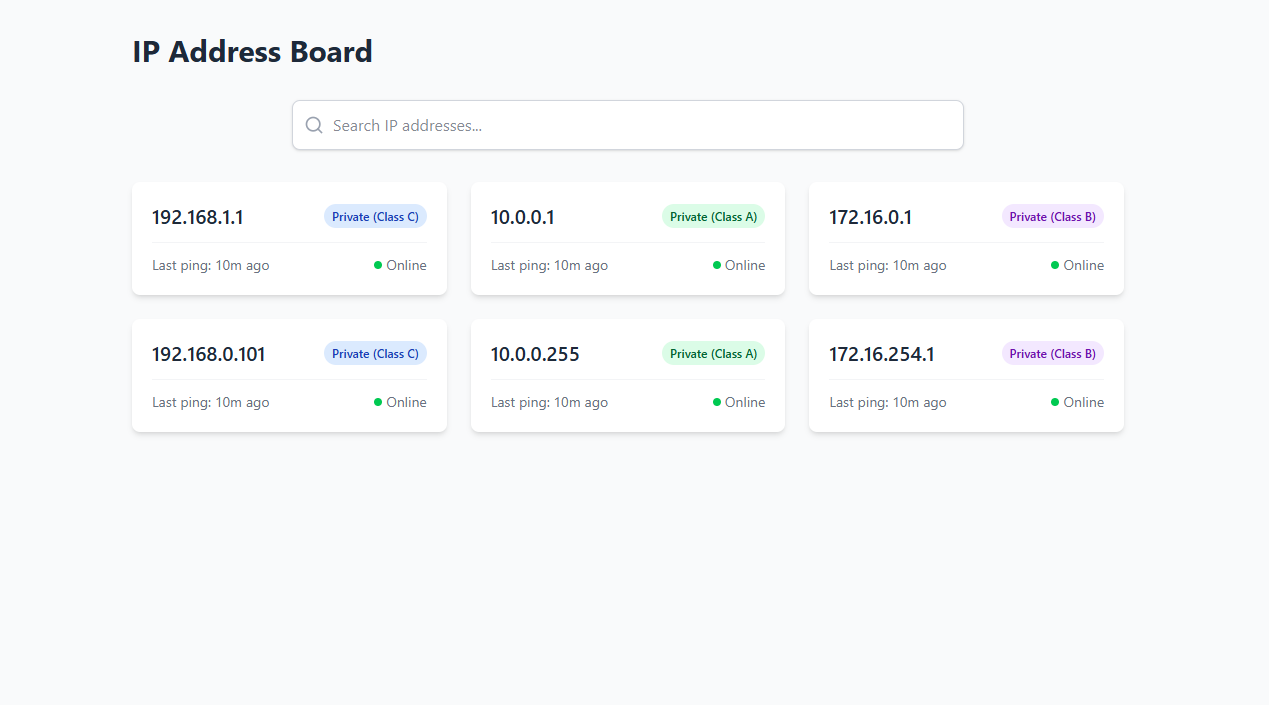 IP Address Board
Search IP addresses...
192.168.1.1 Private (Class C)
Last ping: 10m ago Online
10.0.0.1 Private (Class A)
Last ping: 10m ago Online
172.16.0.1 Private (Class B)
Last ping: 10m ago Online
192.168.0.101 Private (Class C)
Last ping: 10m ago Online
10.0.0.255 Private (Class A)
Last ping: 10m ago Online
172.16.254.1 Private (Class B)
Last ping: 10m ago Online